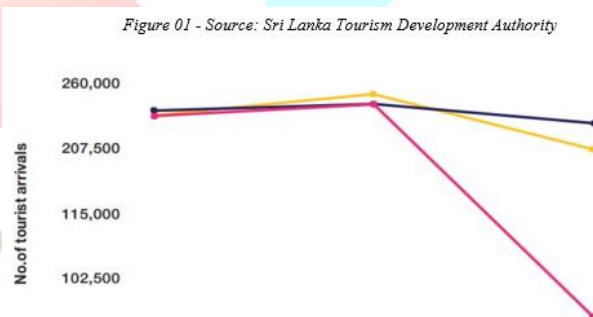 Figure 01 - Source: Sri Lanka Tourism Development Authority
260,000
207,500
115,000
102,500
No.of tourist arrivals